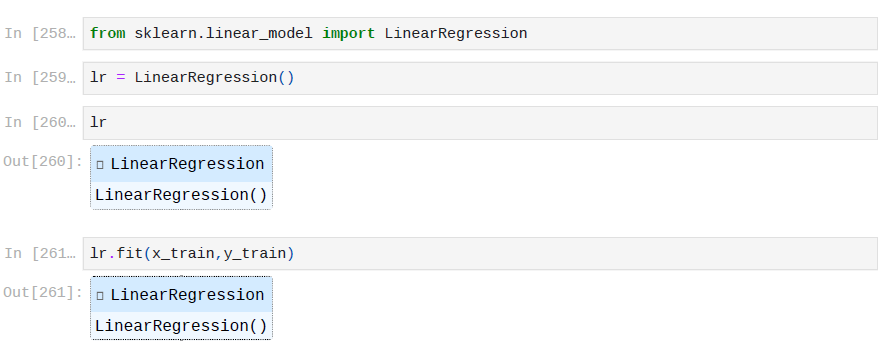 In [258… from sklearn.linear_model import LinearRegression
In [259… lr = LinearRegression()
In [260… lr
Out[260]: LinearRegression
LinearRegression()
In [261… lr.fit(x_train,y_train)
Out[261]: LinearRegression
LinearRegression()